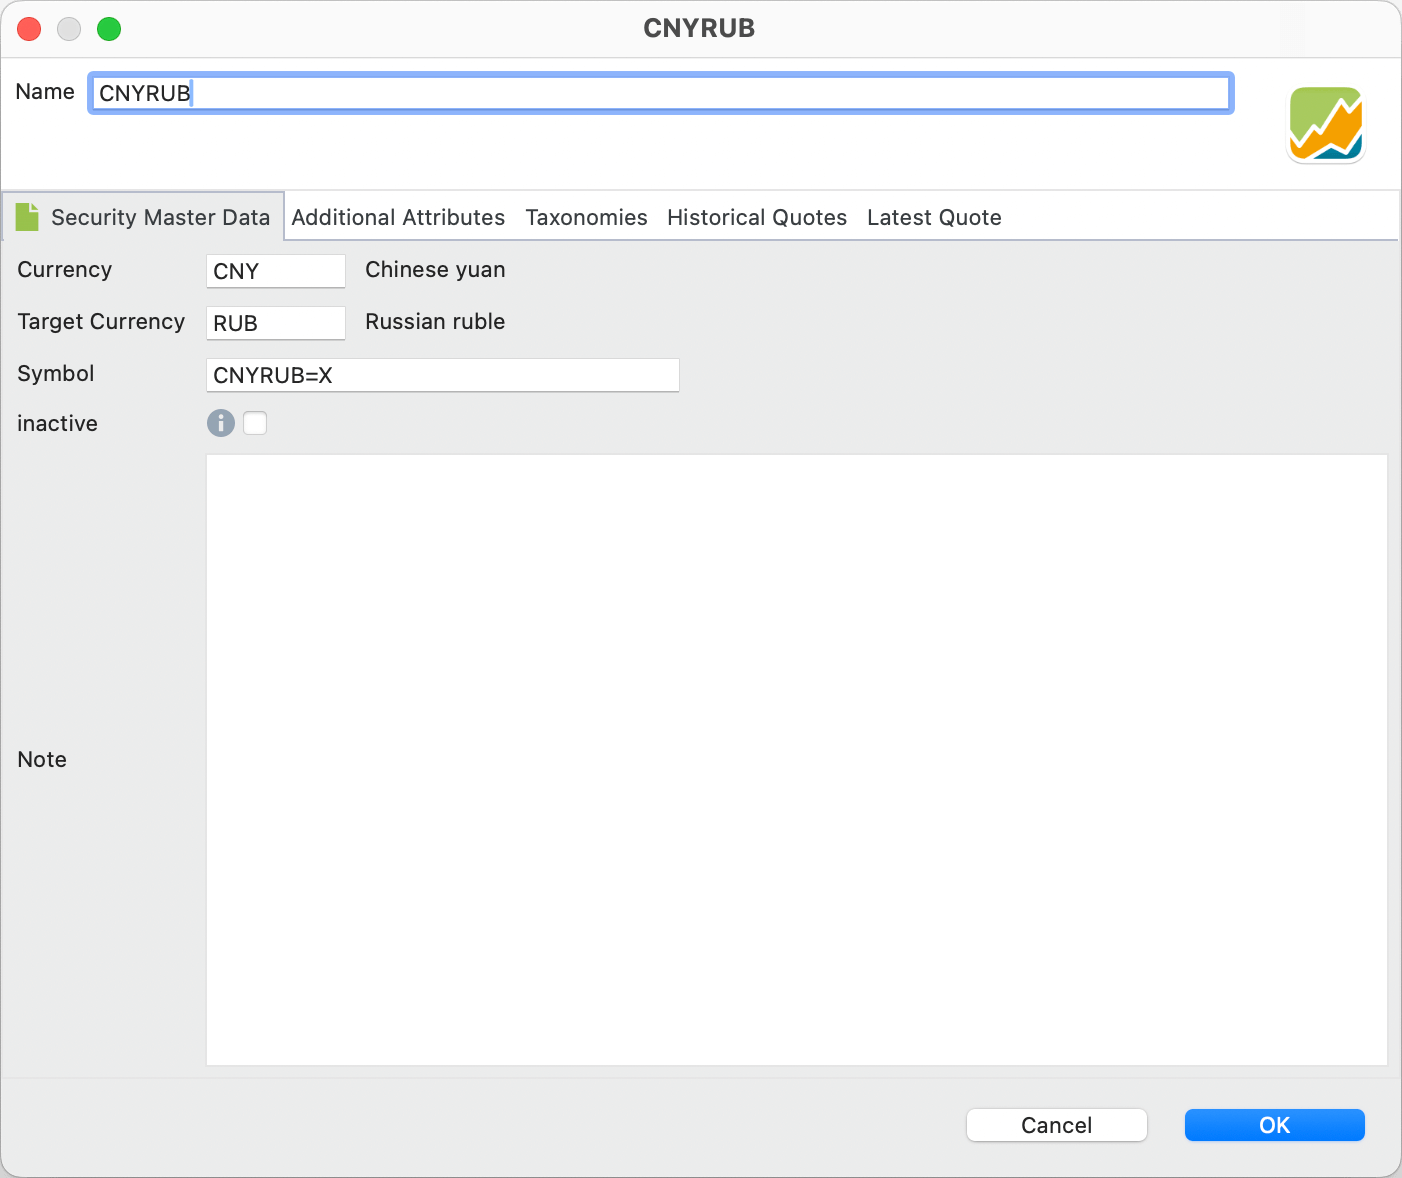 CNYRUB
Name CNYRUB
Security Master Data Additional Attributes Taxonomies Historical Quotes Latest Quote
Currency CNY Chinese yuan
Target Currency RUB Russian ruble
Symbol CNYRUB=X
inactive
Note
Cancel OK